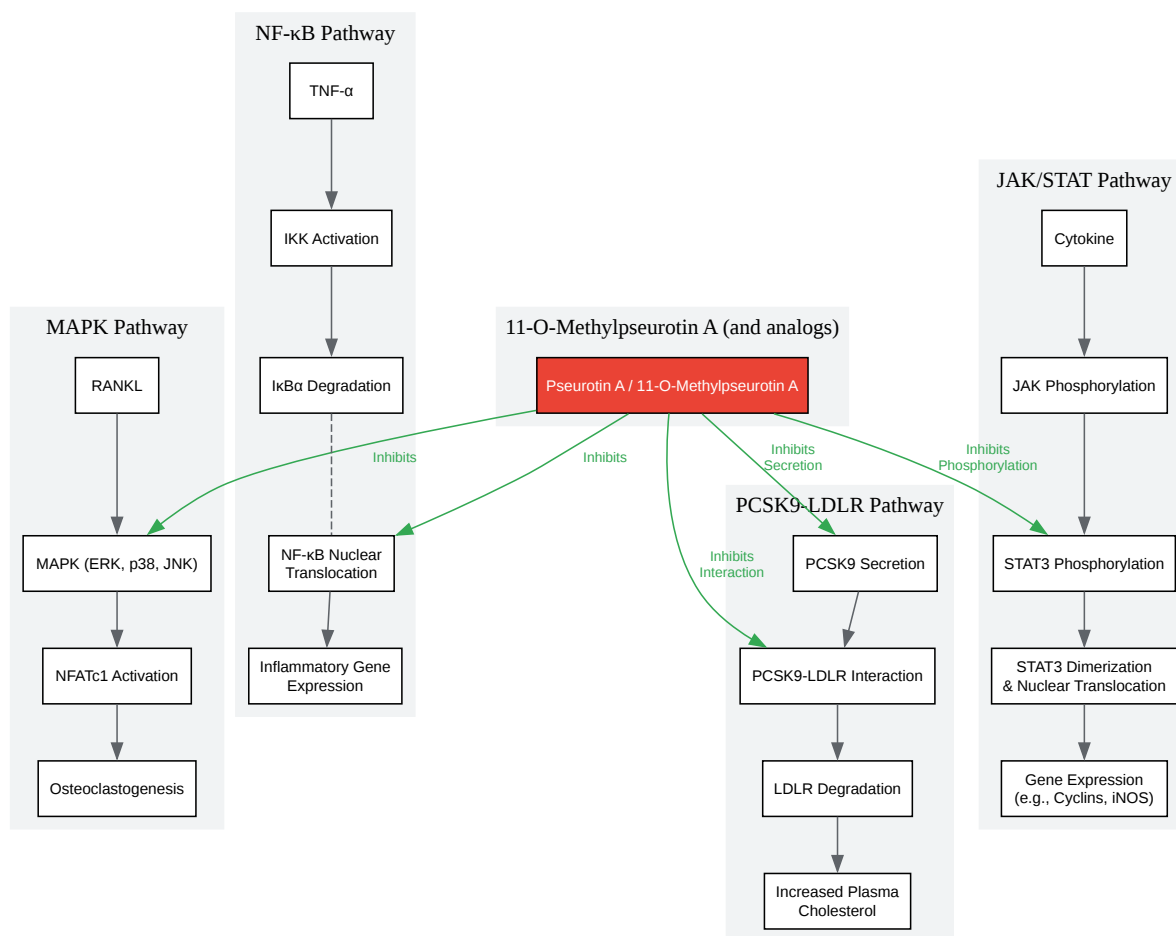 NF-κB Pathway
TNF-α
IKK Activation
IκBα Degradation
NF-κB Nuclear
Translocation
Inflammatory Gene
Expression
MAPK Pathway
RANKL
MAPK (ERK, p38, JNK)
NFATc1 Activation
Osteoclastogenesis
11-O-Methylpseurotin A (and analogs)
Pseurotin A / 11-O-Methylpseurotin A
Inhibits
Inhibits
Inhibits
Interaction
Inhibits
Secretion
Inhibits
Phosphorylation
PCSK9-LDLR Pathway
PCSK9 Secretion
PCSK9-LDLR Interaction
LDLR Degradation
Increased Plasma
Cholesterol
JAK/STAT Pathway
Cytokine
JAK Phosphorylation
STAT3 Phosphorylation
STAT3 Dimerization
& Nuclear Translocation
Gene Expression
(e.g., Cyclins, iNOS)